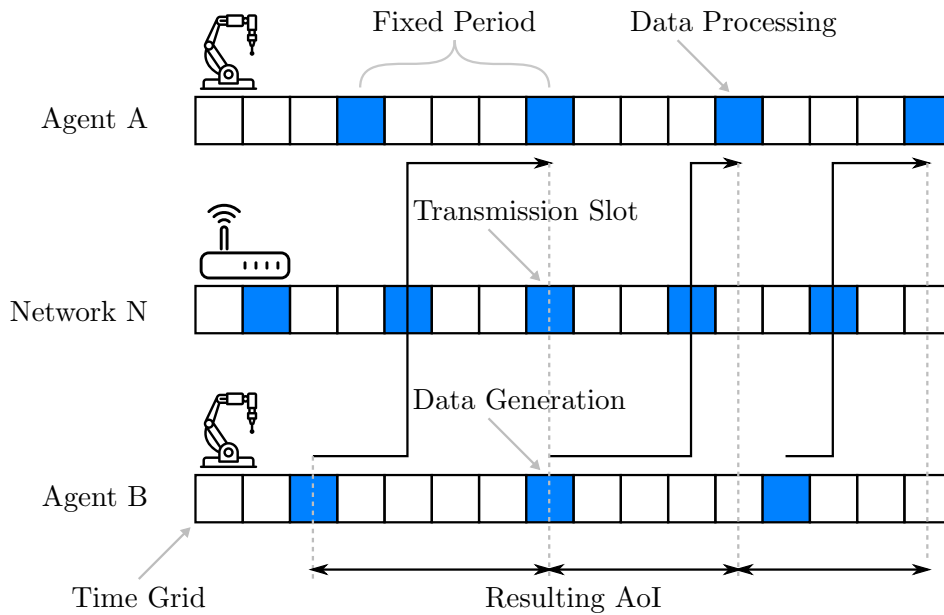 Fixed Period
Data Processing
Agent A
Transmission Slot
Network N
Data Generation
Agent B
Time Grid
Resulting AoI